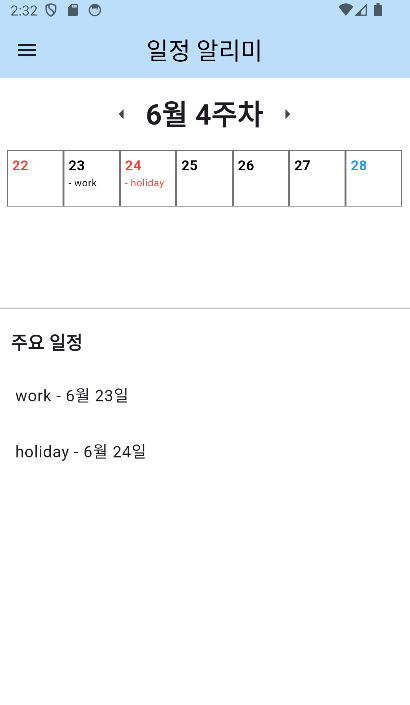 2:32
일정 알리미
6월 4주차
22 23 24 25 26 27 28
- work - holiday
주요 일정
work - 6월 23일
holiday - 6월 24일